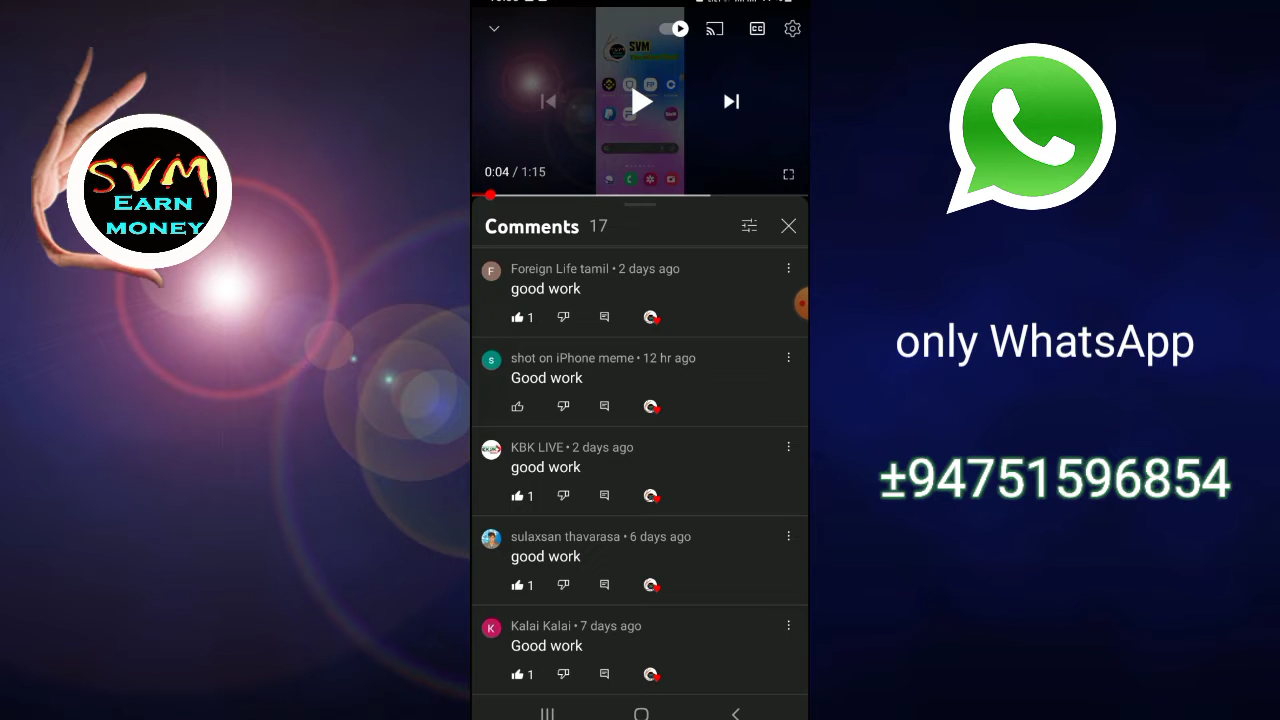 SVM
EARN
MONEY
SVM
0:04 / 1:15
Comments 17
Foreign Life tamil • 2 days ago
good work
1
shot on iPhone meme • 12 hr ago
Good work
KBK LIVE • 2 days ago
good work
1
sulaxsan thavarasa • 6 days ago
good work
1
Kalai Kalai • 7 days ago
Good work
1
only WhatsApp
±94751596854